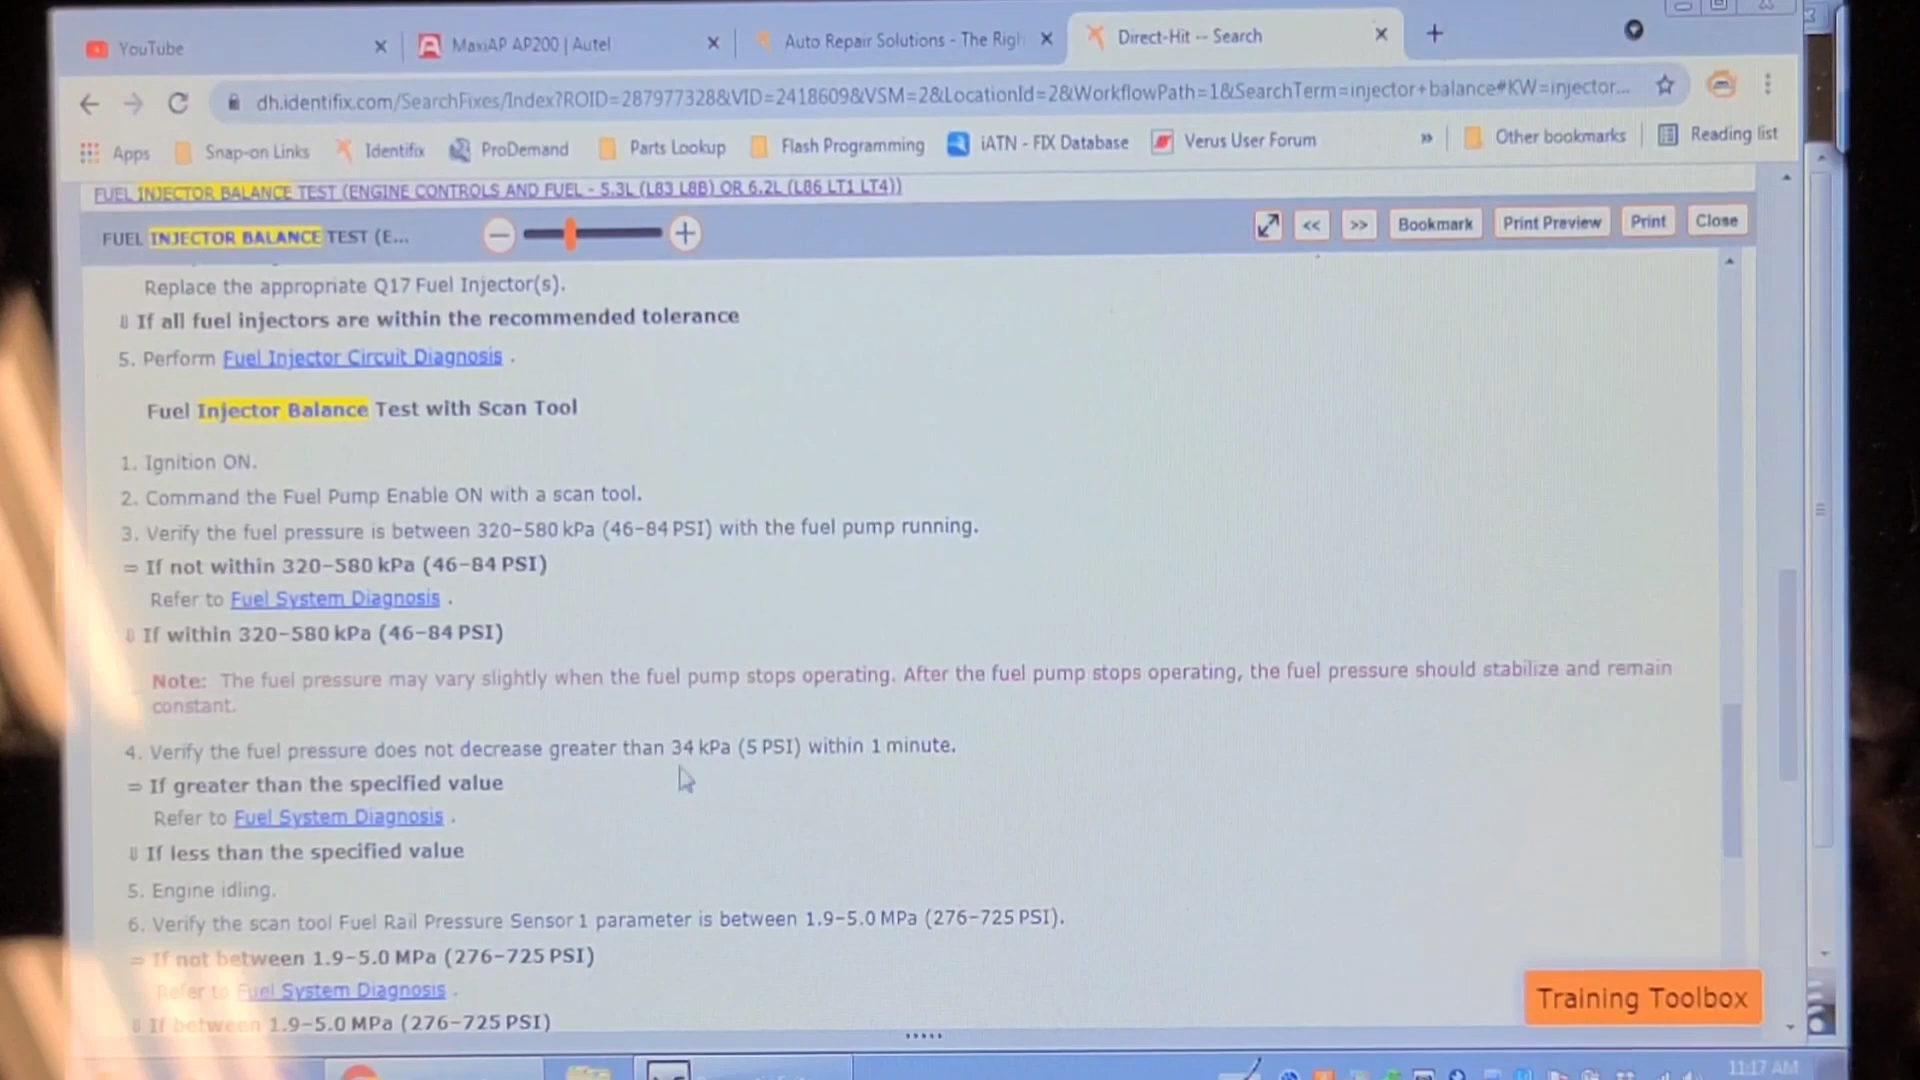 YouTube
MaxiAP AP200 | Autel
Auto Repair Solutions - The Righ
Direct-Hit -- Search
dh.identifix.com/SearchFixes/Index?ROID=287977328&VID=2418609&VSM=2&LocationId=2&WorkflowPath=1&SearchTerm=injector+balance#KW=injector...
Apps
Snap-on Links
Identifix
ProDemand
Parts Lookup
Flash Programming
iATN - FIX Database
Verus User Forum
»
Other bookmarks
Reading list
FUEL INJECTOR BALANCE TEST (ENGINE CONTROLS AND FUEL - 5.3L (L83 L8B) OR 6.2L (L86 LT1 LT4))
FUEL INJECTOR BALANCE TEST (E...
<<
>>
Bookmark
Print Preview
Print
Close
Replace the appropriate Q17 Fuel Injector(s).
⇓ If all fuel injectors are within the recommended tolerance
5. Perform Fuel Injector Circuit Diagnosis .
Fuel Injector Balance Test with Scan Tool
1. Ignition ON.
2. Command the Fuel Pump Enable ON with a scan tool.
3. Verify the fuel pressure is between 320–580 kPa (46–84 PSI) with the fuel pump running.
⇒ If not within 320–580 kPa (46–84 PSI)
Refer to Fuel System Diagnosis .
⇓ If within 320–580 kPa (46–84 PSI)
Note: The fuel pressure may vary slightly when the fuel pump stops operating. After the fuel pump stops operating, the fuel pressure should stabilize and remain
constant.
4. Verify the fuel pressure does not decrease greater than 34 kPa (5 PSI) within 1 minute.
⇒ If greater than the specified value
Refer to Fuel System Diagnosis .
⇓ If less than the specified value
5. Engine idling.
6. Verify the scan tool Fuel Rail Pressure Sensor 1 parameter is between 1.9–5.0 MPa (276–725 PSI).
⇒ If not between 1.9–5.0 MPa (276–725 PSI)
Refer to Fuel System Diagnosis .
⇓ If between 1.9–5.0 MPa (276–725 PSI)
Training Toolbox
11:17 AM